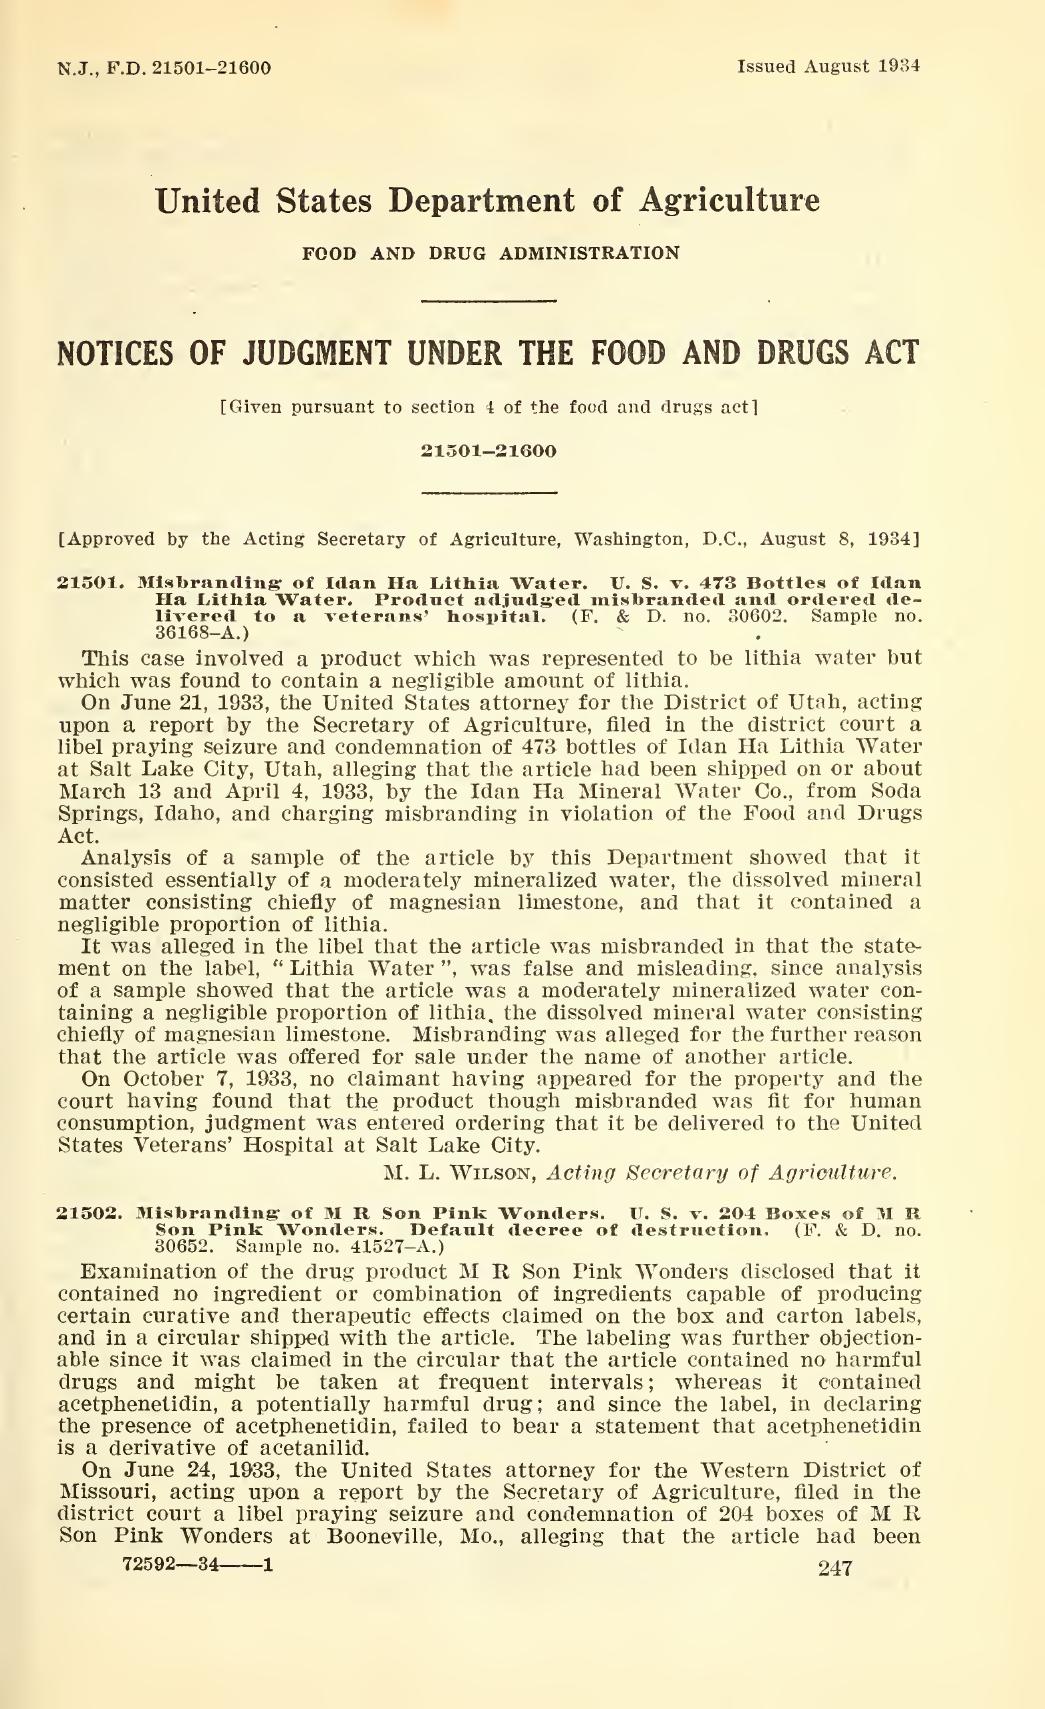 N.J., F.D. 21501–21600
Issued August 1934
United States Department of Agriculture
FOOD AND DRUG ADMINISTRATION
NOTICES OF JUDGMENT UNDER THE FOOD AND DRUGS ACT
[Given pursuant to section 4 of the food and drugs act]
21501–21600
[Approved by the Acting Secretary of Agriculture, Washington, D.C., August 8, 1934]
21501. Misbranding of Idan Ha Lithia Water. U. S. v. 473 Bottles of Idan
Ha Lithia Water. Product adjudged misbranded and ordered de-
livered to a veterans' hospital. (F. & D. no. 30602. Sample no.
36168–A.)
This case involved a product which was represented to be lithia water but
which was found to contain a negligible amount of lithia.
On June 21, 1933, the United States attorney for the District of Utah, acting
upon a report by the Secretary of Agriculture, filed in the district court a
libel praying seizure and condemnation of 473 bottles of Idan Ha Lithia Water
at Salt Lake City, Utah, alleging that the article had been shipped on or about
March 13 and April 4, 1933, by the Idan Ha Mineral Water Co., from Soda
Springs, Idaho, and charging misbranding in violation of the Food and Drugs
Act.
Analysis of a sample of the article by this Department showed that it
consisted essentially of a moderately mineralized water, the dissolved mineral
matter consisting chiefly of magnesian limestone, and that it contained a
negligible proportion of lithia.
It was alleged in the libel that the article was misbranded in that the state-
ment on the label, "Lithia Water", was false and misleading, since analysis
of a sample showed that the article was a moderately mineralized water con-
taining a negligible proportion of lithia, the dissolved mineral water consisting
chiefly of magnesian limestone. Misbranding was alleged for the further reason
that the article was offered for sale under the name of another article.
On October 7, 1933, no claimant having appeared for the property and the
court having found that the product though misbranded was fit for human
consumption, judgment was entered ordering that it be delivered to the United
States Veterans' Hospital at Salt Lake City.
M. L. WILSON, Acting Secretary of Agriculture.
21502. Misbranding of M R Son Pink Wonders. U. S. v. 204 Boxes of M R
Son Pink Wonders. Default decree of destruction. (F. & D. no.
30652. Sample no. 41527–A.)
Examination of the drug product M R Son Pink Wonders disclosed that it
contained no ingredient or combination of ingredients capable of producing
certain curative and therapeutic effects claimed on the box and carton labels,
and in a circular shipped with the article. The labeling was further objection-
able since it was claimed in the circular that the article contained no harmful
drugs and might be taken at frequent intervals; whereas it contained
acetphenetidin, a potentially harmful drug; and since the label, in declaring
the presence of acetphenetidin, failed to bear a statement that acetphenetidin
is a derivative of acetanilid.
On June 24, 1933, the United States attorney for the Western District of
Missouri, acting upon a report by the Secretary of Agriculture, filed in the
district court a libel praying seizure and condemnation of 204 boxes of M R
Son Pink Wonders at Booneville, Mo., alleging that the article had been
72592—34——1
247